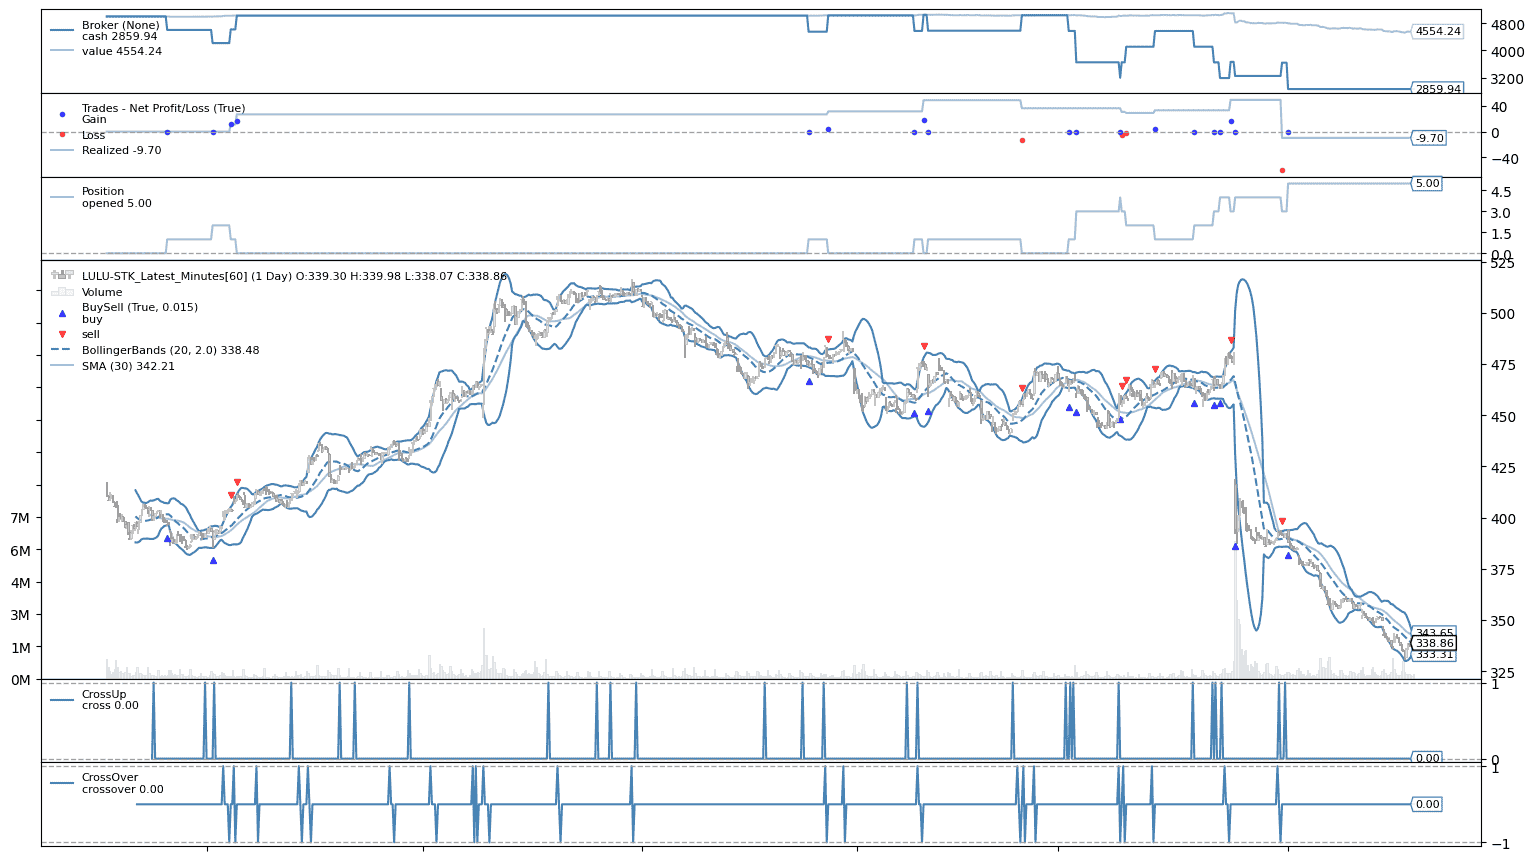 Broker (None)
cash 2859.94
value 4554.24
4800
4554.24
4000
3200
2859.94
Trades - Net Profit/Loss (True)
Gain
Loss
Realized -9.70
40
0
-9.70
−40
Position
opened 5.00
5.00
4.5
3.0
1.5
0.0
LULU-STK_Latest_Minutes[60] (1 Day) O:339.30 H:339.98 L:338.07 C:338.86
Volume
BuySell (True, 0.015)
buy
sell
BollingerBands (20, 2.0) 338.48
SMA (30) 342.21
525
500
475
450
425
400
375
350
325
343.65
338.86
333.31
7M
6M
4M
3M
1M
0M
CrossUp
cross 0.00
1
0.00
0
CrossOver
crossover 0.00
1
0.00
−1